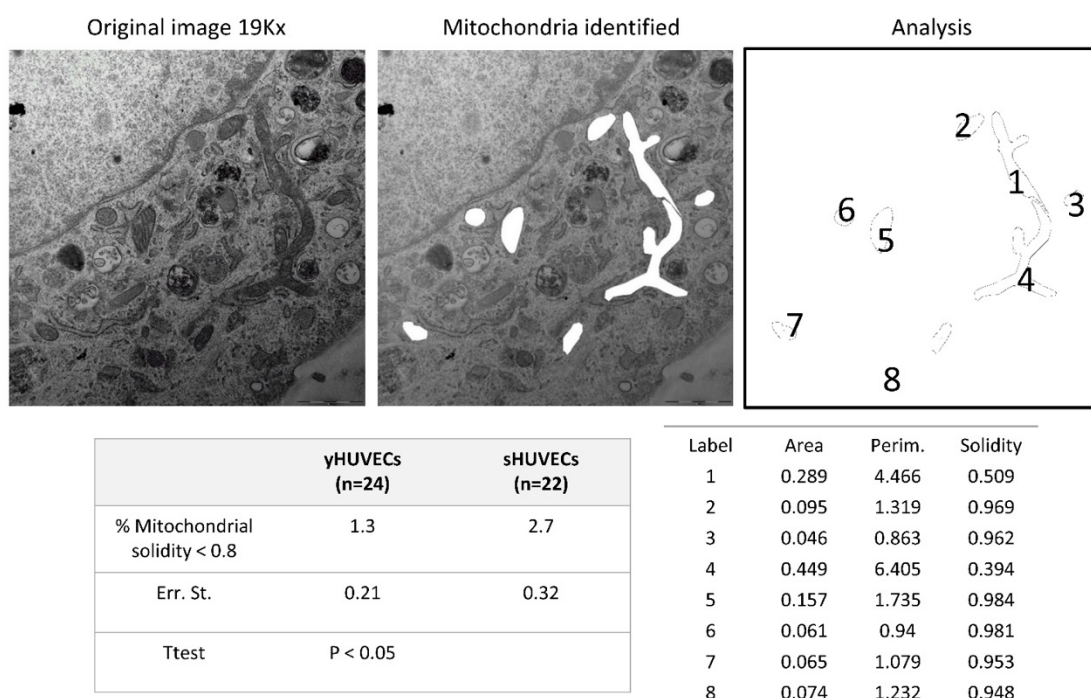 Original image 19Kx
Mitochondria identified
Analysis
2
1
3
6
5
4
7
8
yHUVECs sHUVECs
(n=24) (n=22)
% Mitochondrial
solidity < 0.8
1.3 2.7
Err. St. 0.21 0.32
Ttest P < 0.05
Label Area Perim. Solidity
1 0.289 4.466 0.509
2 0.095 1.319 0.969
3 0.046 0.863 0.962
4 0.449 6.405 0.394
5 0.157 1.735 0.984
6 0.061 0.94 0.981
7 0.065 1.079 0.953
8 0.074 1.232 0.948